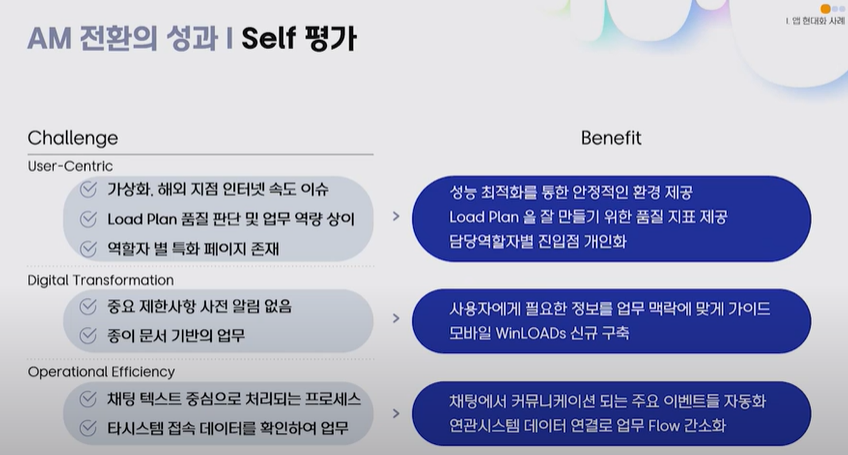 I. 앱 현대화 사례
AM 전환의 성과 I Self 평가
Challenge
Benefit
User-Centric
가상화, 해외 지점 인터넷 속도 이슈
Load Plan 품질 판단 및 업무 역량 상이
역할자 별 특화 페이지 존재
성능 최적화를 통한 안정적인 환경 제공
Load Plan 을 잘 만들기 위한 품질 지표 제공
담당역할자별 진입점 개인화
Digital Transformation
중요 제한사항 사전 알림 없음
종이 문서 기반의 업무
사용자에게 필요한 정보를 업무 맥락에 맞게 가이드
모바일 WinLOADs 신규 구축
Operational Efficiency
채팅 텍스트 중심으로 처리되는 프로세스
타시스템 접속 데이터를 확인하여 업무
채팅에서 커뮤니케이션 되는 주요 이벤트들 자동화
연관시스템 데이터 연결로 업무 Flow 간소화